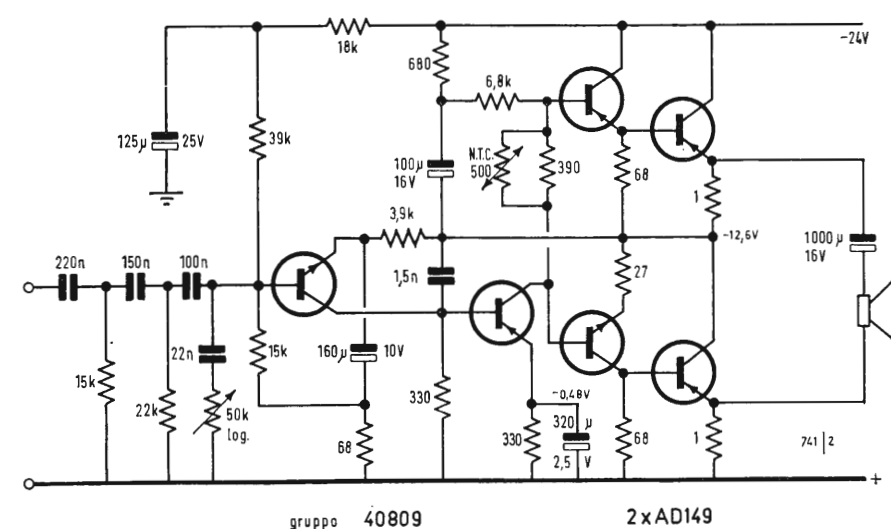 18k
-24V
680
6,8k
125µ
25V
39k
N.T.C.
500
390
100µ
16V
68
1
3,9k
-12,6V
1000µ
16V
220n
150n
100n
1,5n
27
22n
15k
160µ
10V
15k
22k
50k
log.
68
330
-0,48V
330
320 µ
2,5 V
68
1
741|2
+
gruppo 40809
2xAD149